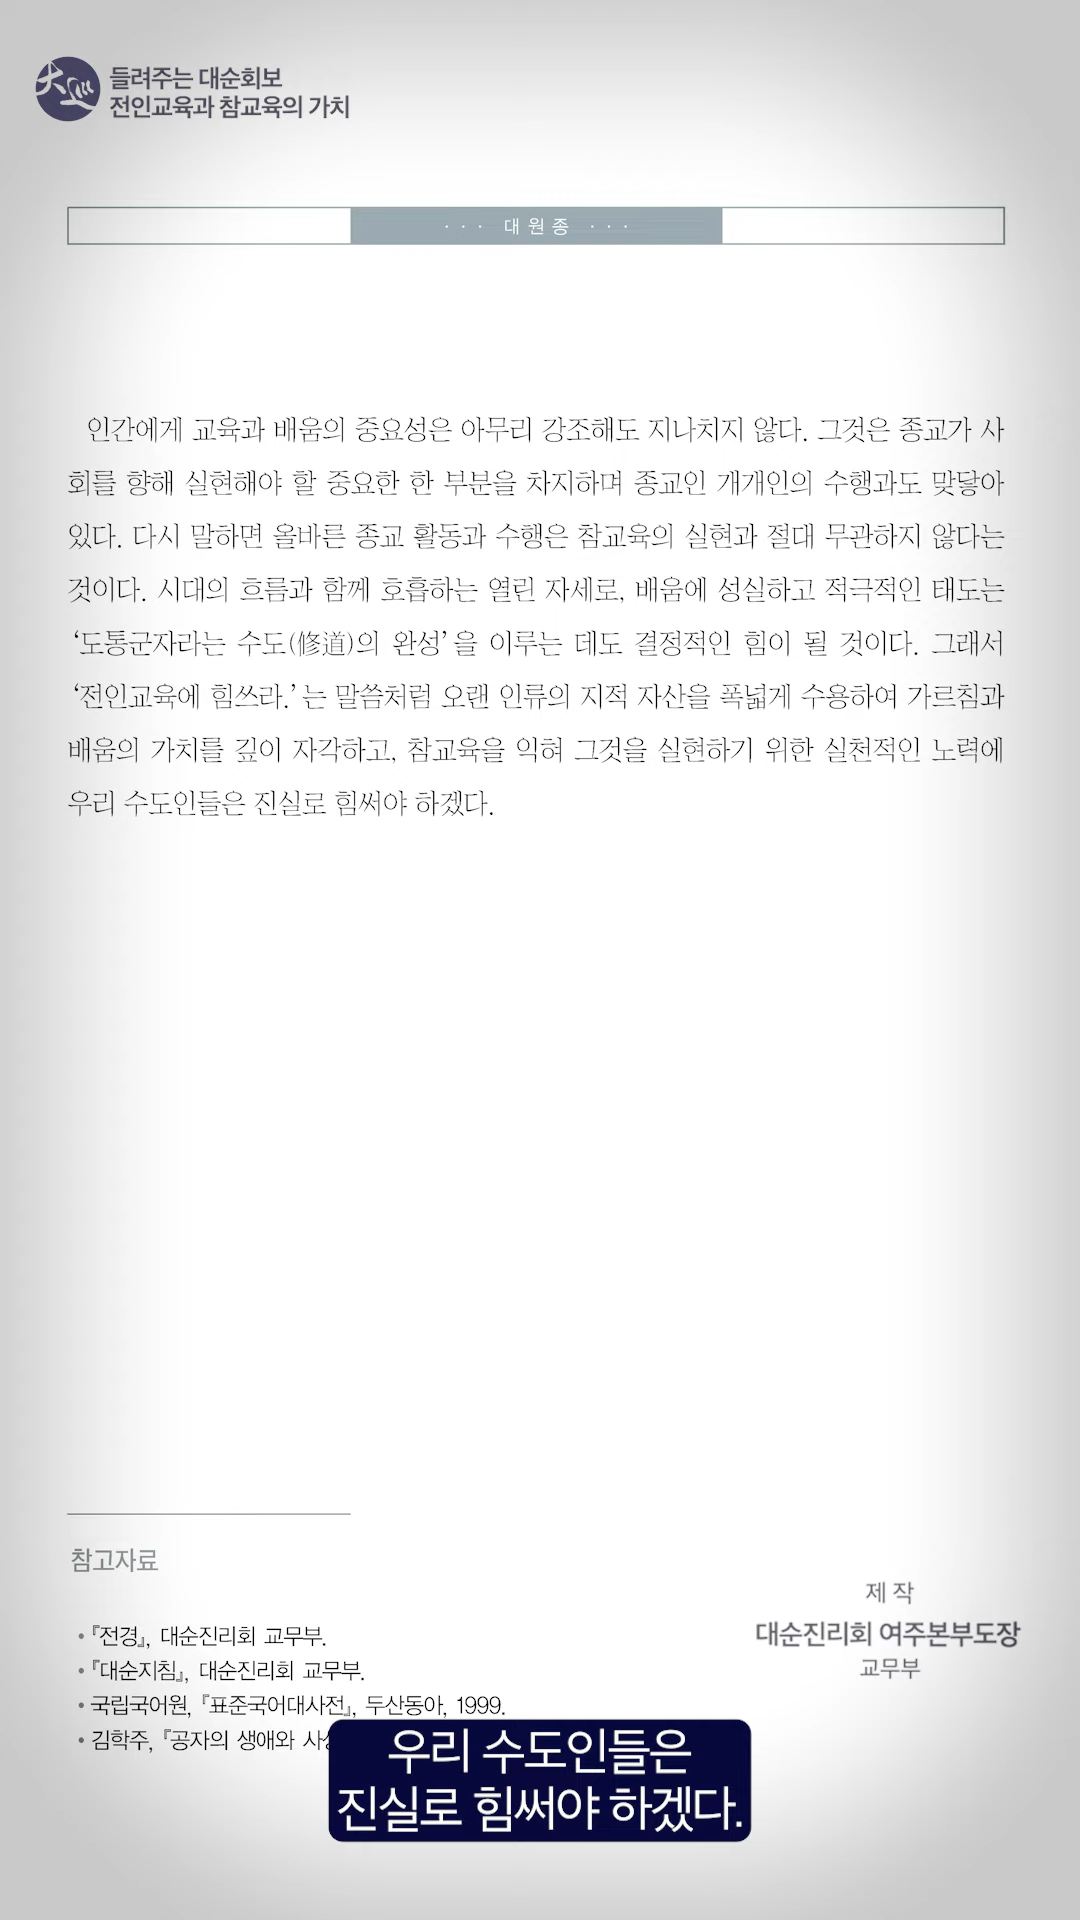 들려주는 대순회보
전인교육과 참교육의 가치
··· 대원종 ···
인간에게 교육과 배움의 중요성은 아무리 강조해도 지나치지 않다. 그것은 종교가 사
회를 향해 실현해야 할 중요한 한 부분을 차지하며 종교인 개개인의 수행과도 맞닿아
있다. 다시 말하면 올바른 종교 활동과 수행은 참교육의 실현과 절대 무관하지 않다는
것이다. 시대의 흐름과 함께 호흡하는 열린 자세로, 배움에 성실하고 적극적인 태도는
‘도통군자라는 수도(修道)의 완성’을 이루는 데도 결정적인 힘이 될 것이다. 그래서
‘전인교육에 힘쓰라.’는 말씀처럼 오랜 인류의 지적 자산을 폭넓게 수용하여 가르침과
배움의 가치를 깊이 자각하고, 참교육을 익혀 그것을 실현하기 위한 실천적인 노력에
우리 수도인들은 진실로 힘써야 하겠다.
참고자료
• 『전경』, 대순진리회 교무부.
• 『대순지침』, 대순진리회 교무부.
• 국립국어원, 『표준국어대사전』, 두산동아, 1999.
• 김학주, 『공자의 생애와
제 작
대순진리회 여주본부도장
교무부
우리 수도인들은
진실로 힘써야 하겠다.